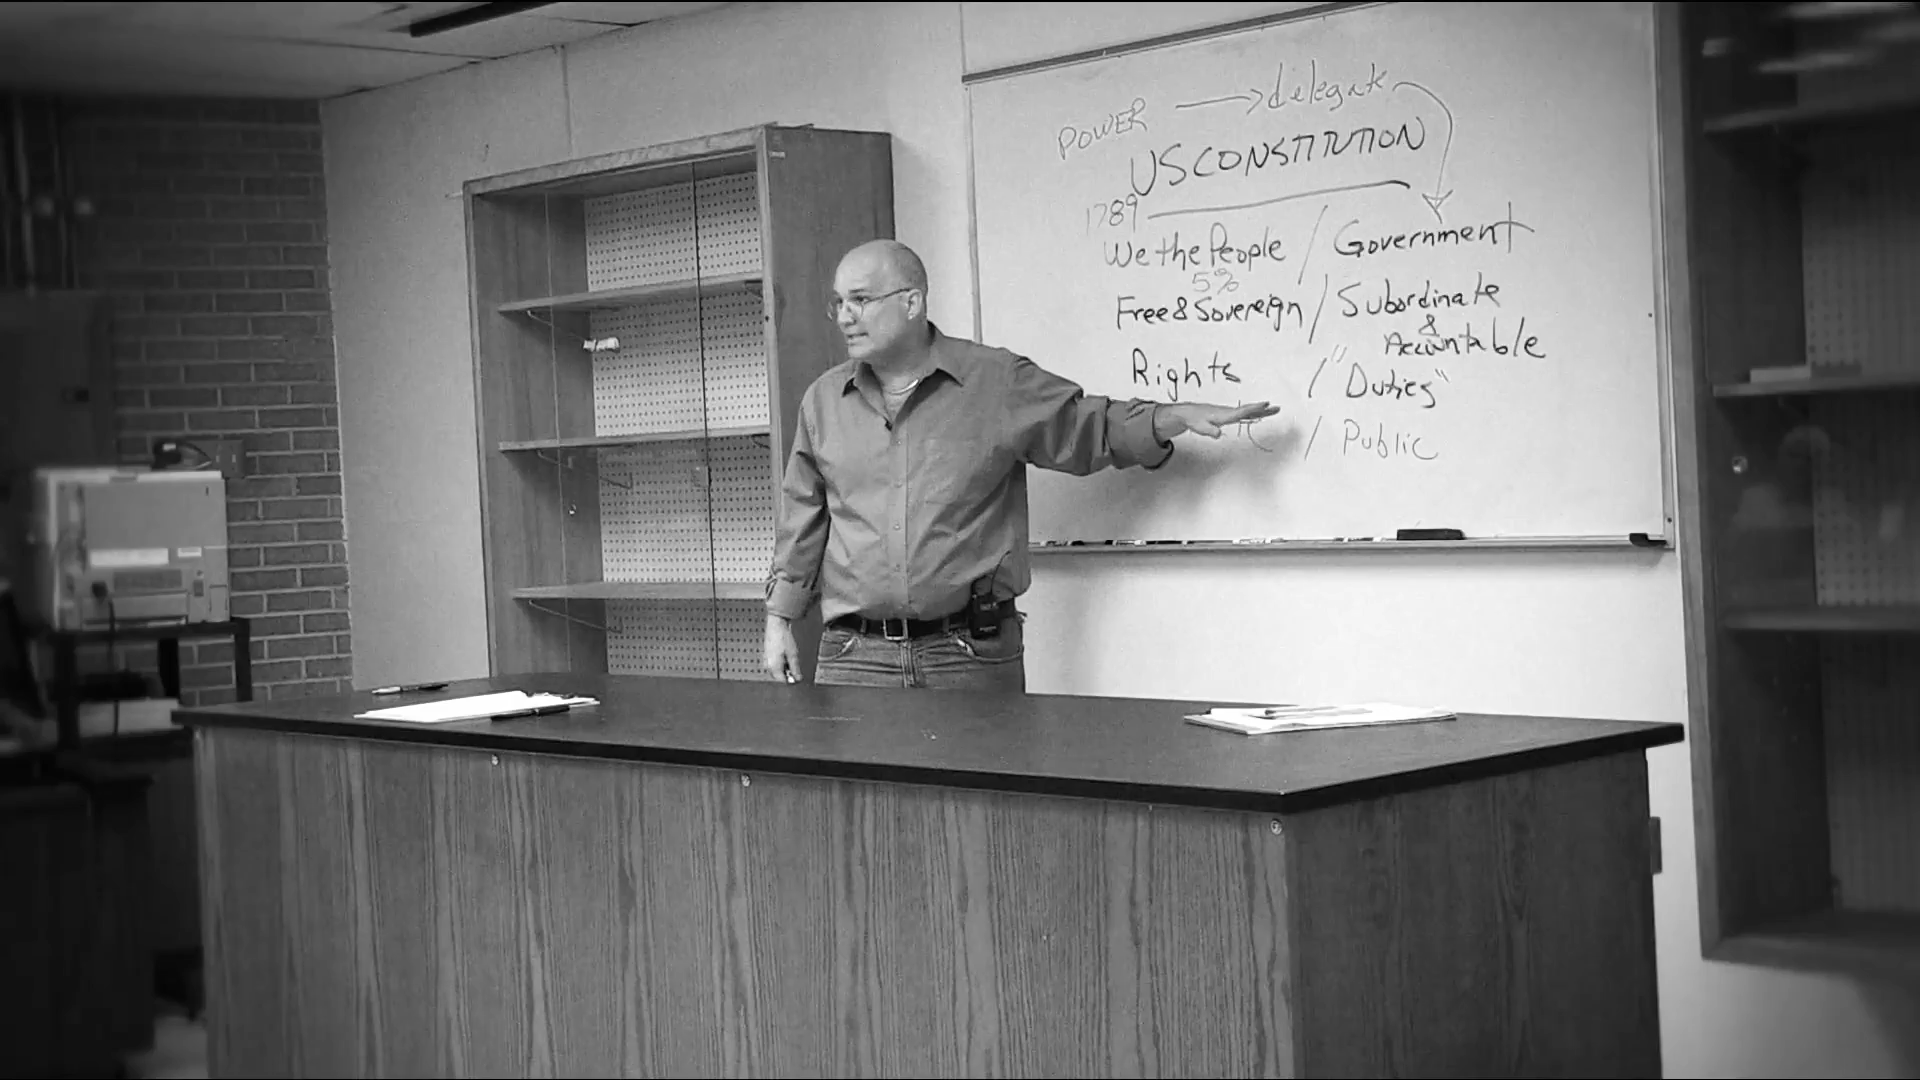 POWER → delegate
US CONSTITUTION
1789
We the People / Government
5%
Free & Sovereign / Subordinate
&
Accountable
Rights / "Duties"
/ Public